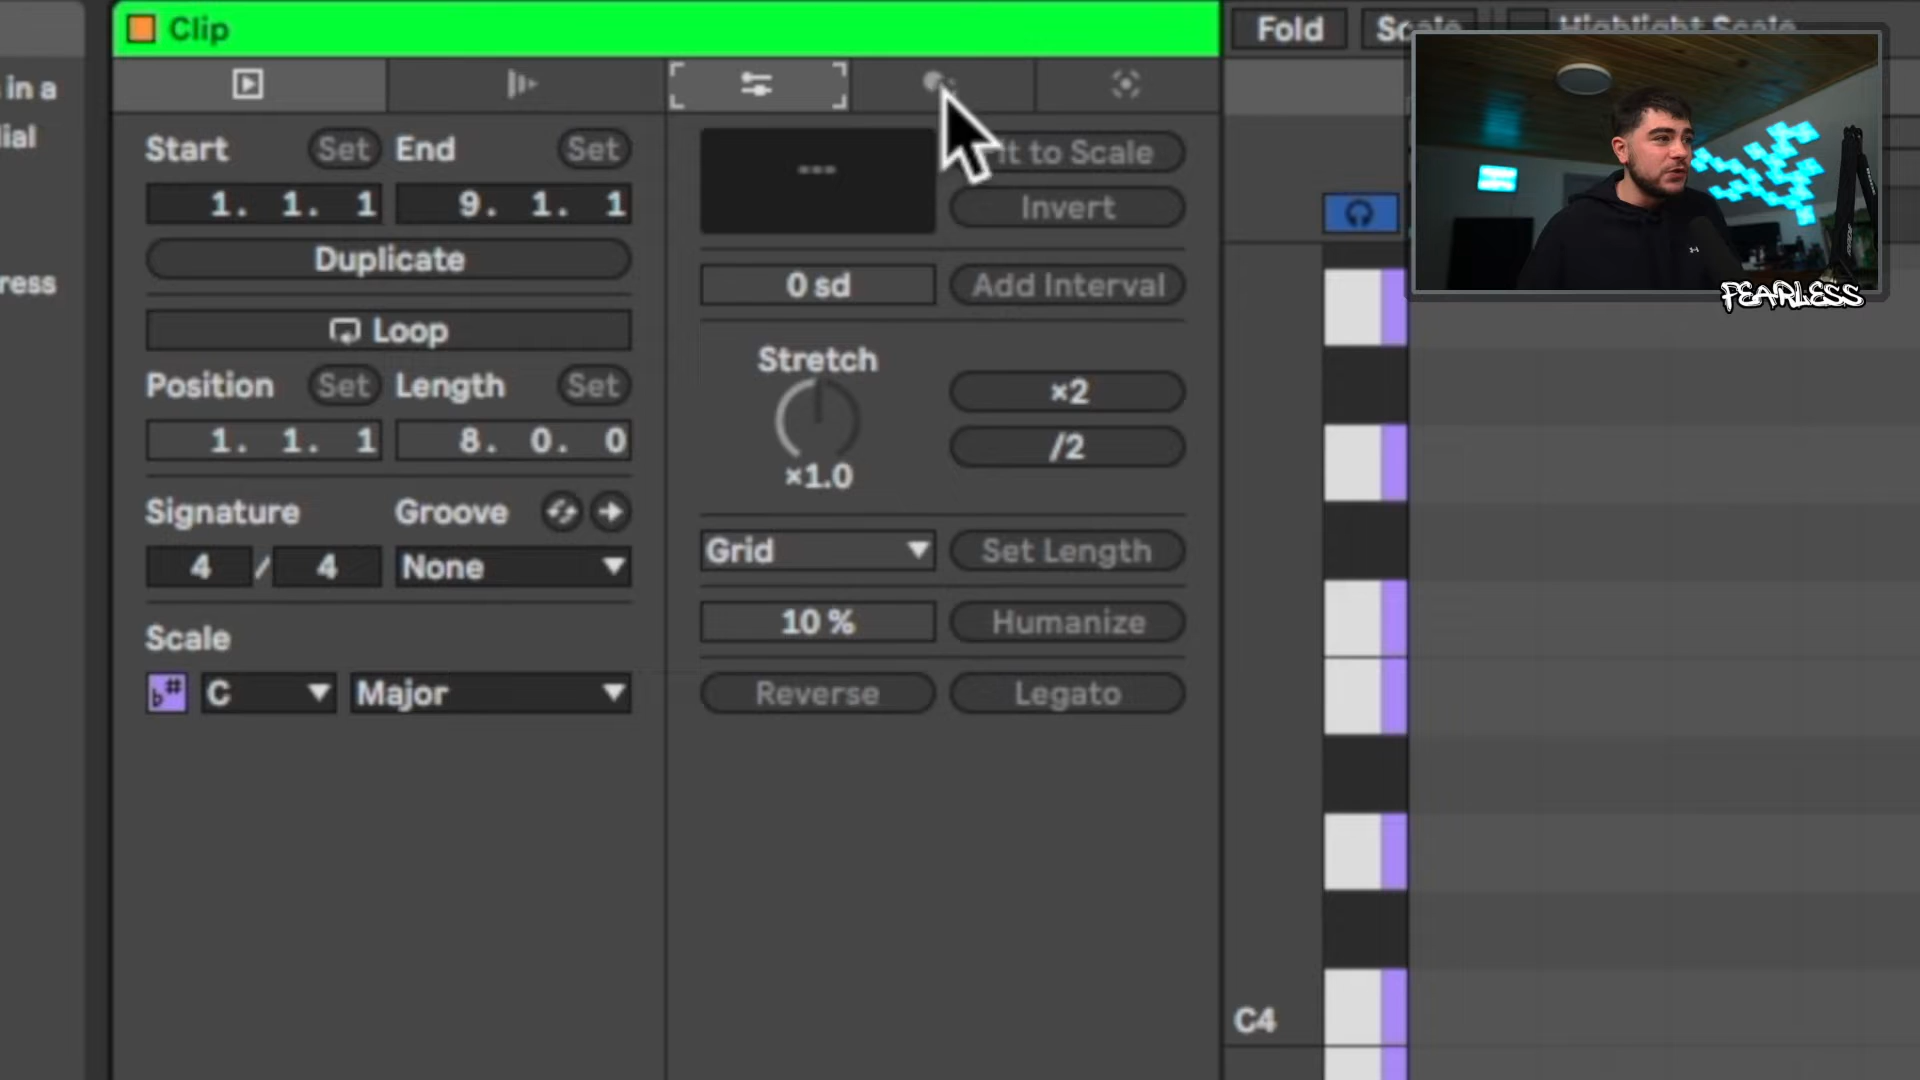 Clip
Fold
in a
ial
ress
Start Set End Set
1. 1. 1 9. 1. 1
Duplicate
Loop
Position Set Length Set
1. 1. 1 8. 0. 0
Signature Groove
4 / 4 None
Scale
♭# C Major
---
to Scale
Invert
0 sd Add Interval
Stretch
×1.0
×2
/2
Grid Set Length
10 % Humanize
Reverse Legato
C4
FEARLESS